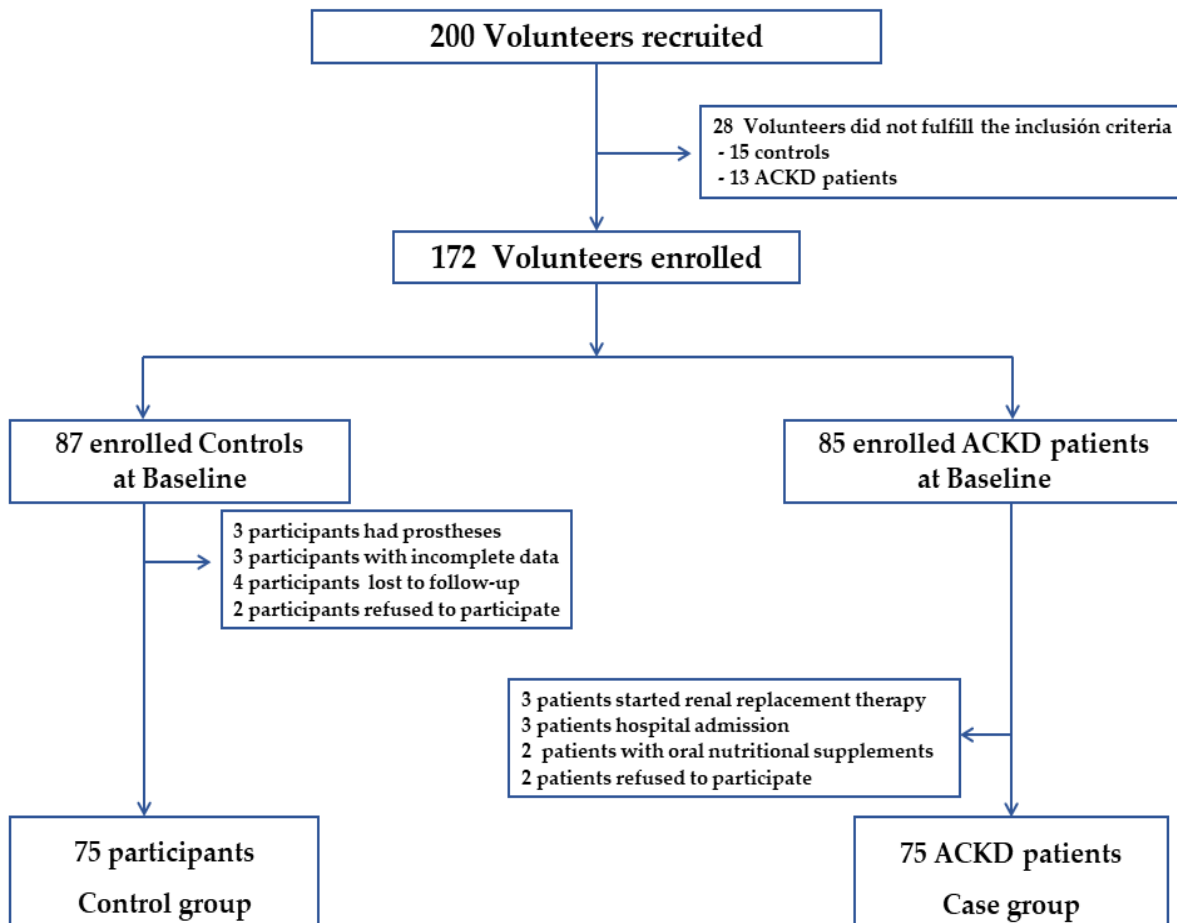 200 Volunteers recruited
28 Volunteers did not fulfill the inclusión criteria
- 15 controls
- 13 ACKD patients
172 Volunteers enrolled
87 enrolled Controls
at Baseline
85 enrolled ACKD patients
at Baseline
3 participants had prostheses
3 participants with incomplete data
4 participants lost to follow-up
2 participants refused to participate
3 patients started renal replacement therapy
3 patients hospital admission
2 patients with oral nutritional supplements
2 patients refused to participate
75 participants
Control group
75 ACKD patients
Case group